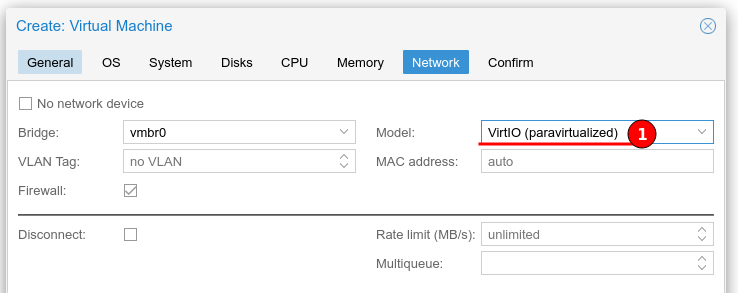 Create: Virtual Machine
General OS System Disks CPU Memory Network Confirm
No network device
Bridge: vmbr0 Model: VirtIO (paravirtualized) 1
VLAN Tag: no VLAN MAC address: auto
Firewall:
Disconnect: Rate limit (MB/s): unlimited
Multiqueue: